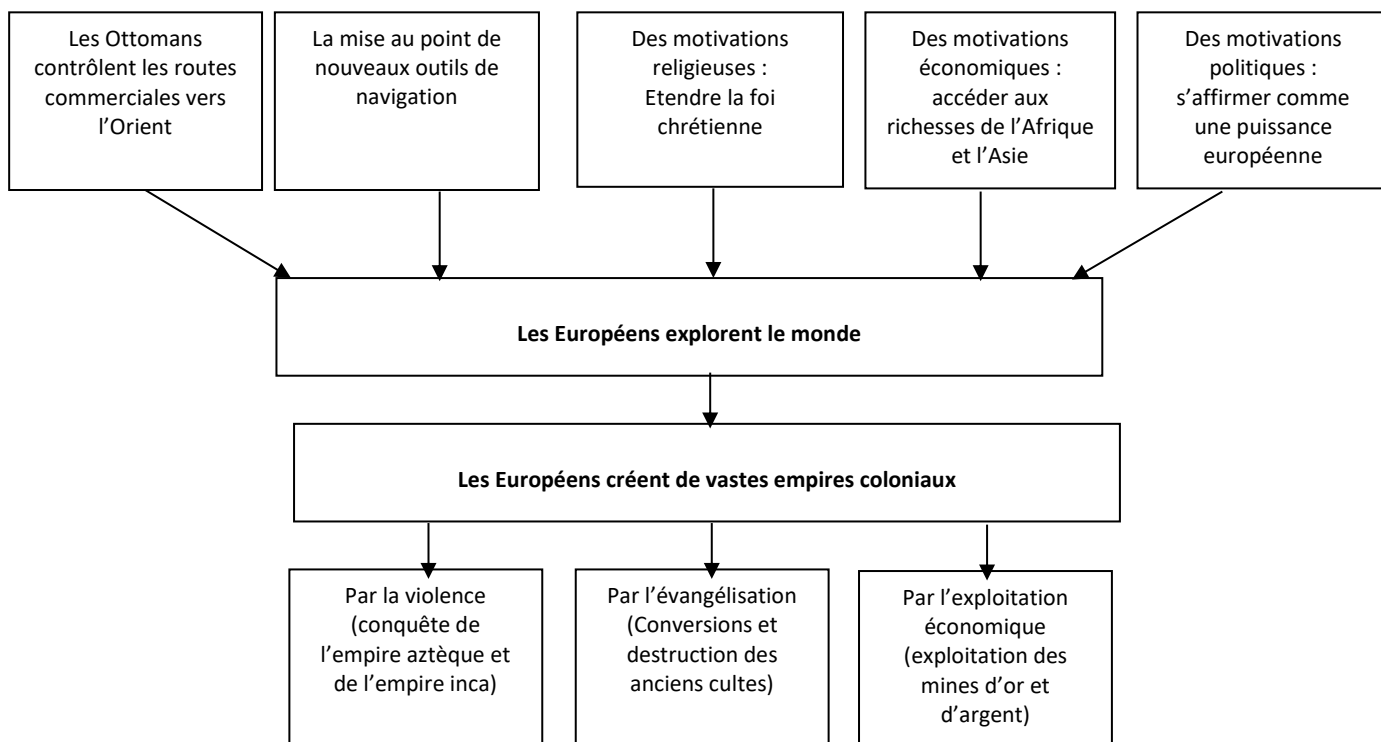 Les Ottomans
contrôlent les routes
commerciales vers
l’Orient
La mise au point de
nouveaux outils de
navigation
Des motivations
religieuses :
Etendre la foi
chrétienne
Des motivations
économiques :
accéder aux
richesses de l’Afrique
et l’Asie
Des motivations
politiques :
s’affirmer comme
une puissance
européenne
Les Européens explorent le monde
Les Européens créent de vastes empires coloniaux
Par la violence
(conquête de
l’empire aztèque et
de l’empire inca)
Par l’évangélisation
(Conversions et
destruction des
anciens cultes)
Par l’exploitation
économique
(exploitation des
mines d’or et
d’argent)